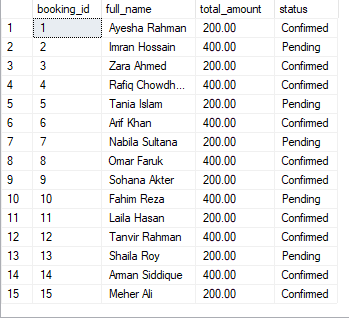 booking_id full_name total_amount status
1 1 Ayesha Rahman 200.00 Confirmed
2 2 Imran Hossain 400.00 Pending
3 3 Zara Ahmed 200.00 Confirmed
4 4 Rafiq Chowdh... 400.00 Confirmed
5 5 Tania Islam 200.00 Pending
6 6 Arif Khan 400.00 Confirmed
7 7 Nabila Sultana 200.00 Pending
8 8 Omar Faruk 400.00 Confirmed
9 9 Sohana Akter 200.00 Confirmed
10 10 Fahim Reza 400.00 Pending
11 11 Laila Hasan 200.00 Confirmed
12 12 Tanvir Rahman 400.00 Confirmed
13 13 Shaila Roy 200.00 Pending
14 14 Arman Siddique 400.00 Confirmed
15 15 Meher Ali 200.00 Confirmed